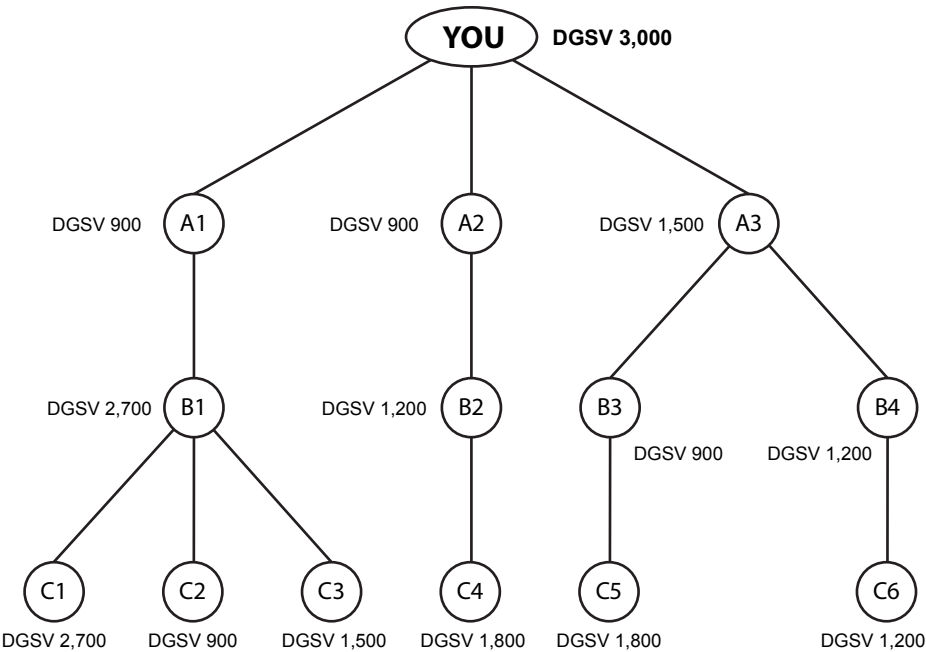 YOU DGSV 3,000
DGSV 900 A1 DGSV 900 A2 DGSV 1,500 A3
DGSV 2,700 B1 DGSV 1,200 B2 B3 B4
DGSV 900 DGSV 1,200
C1 C2 C3 C4 C5 C6
DGSV 2,700 DGSV 900 DGSV 1,500 DGSV 1,800 DGSV 1,800 DGSV 1,200